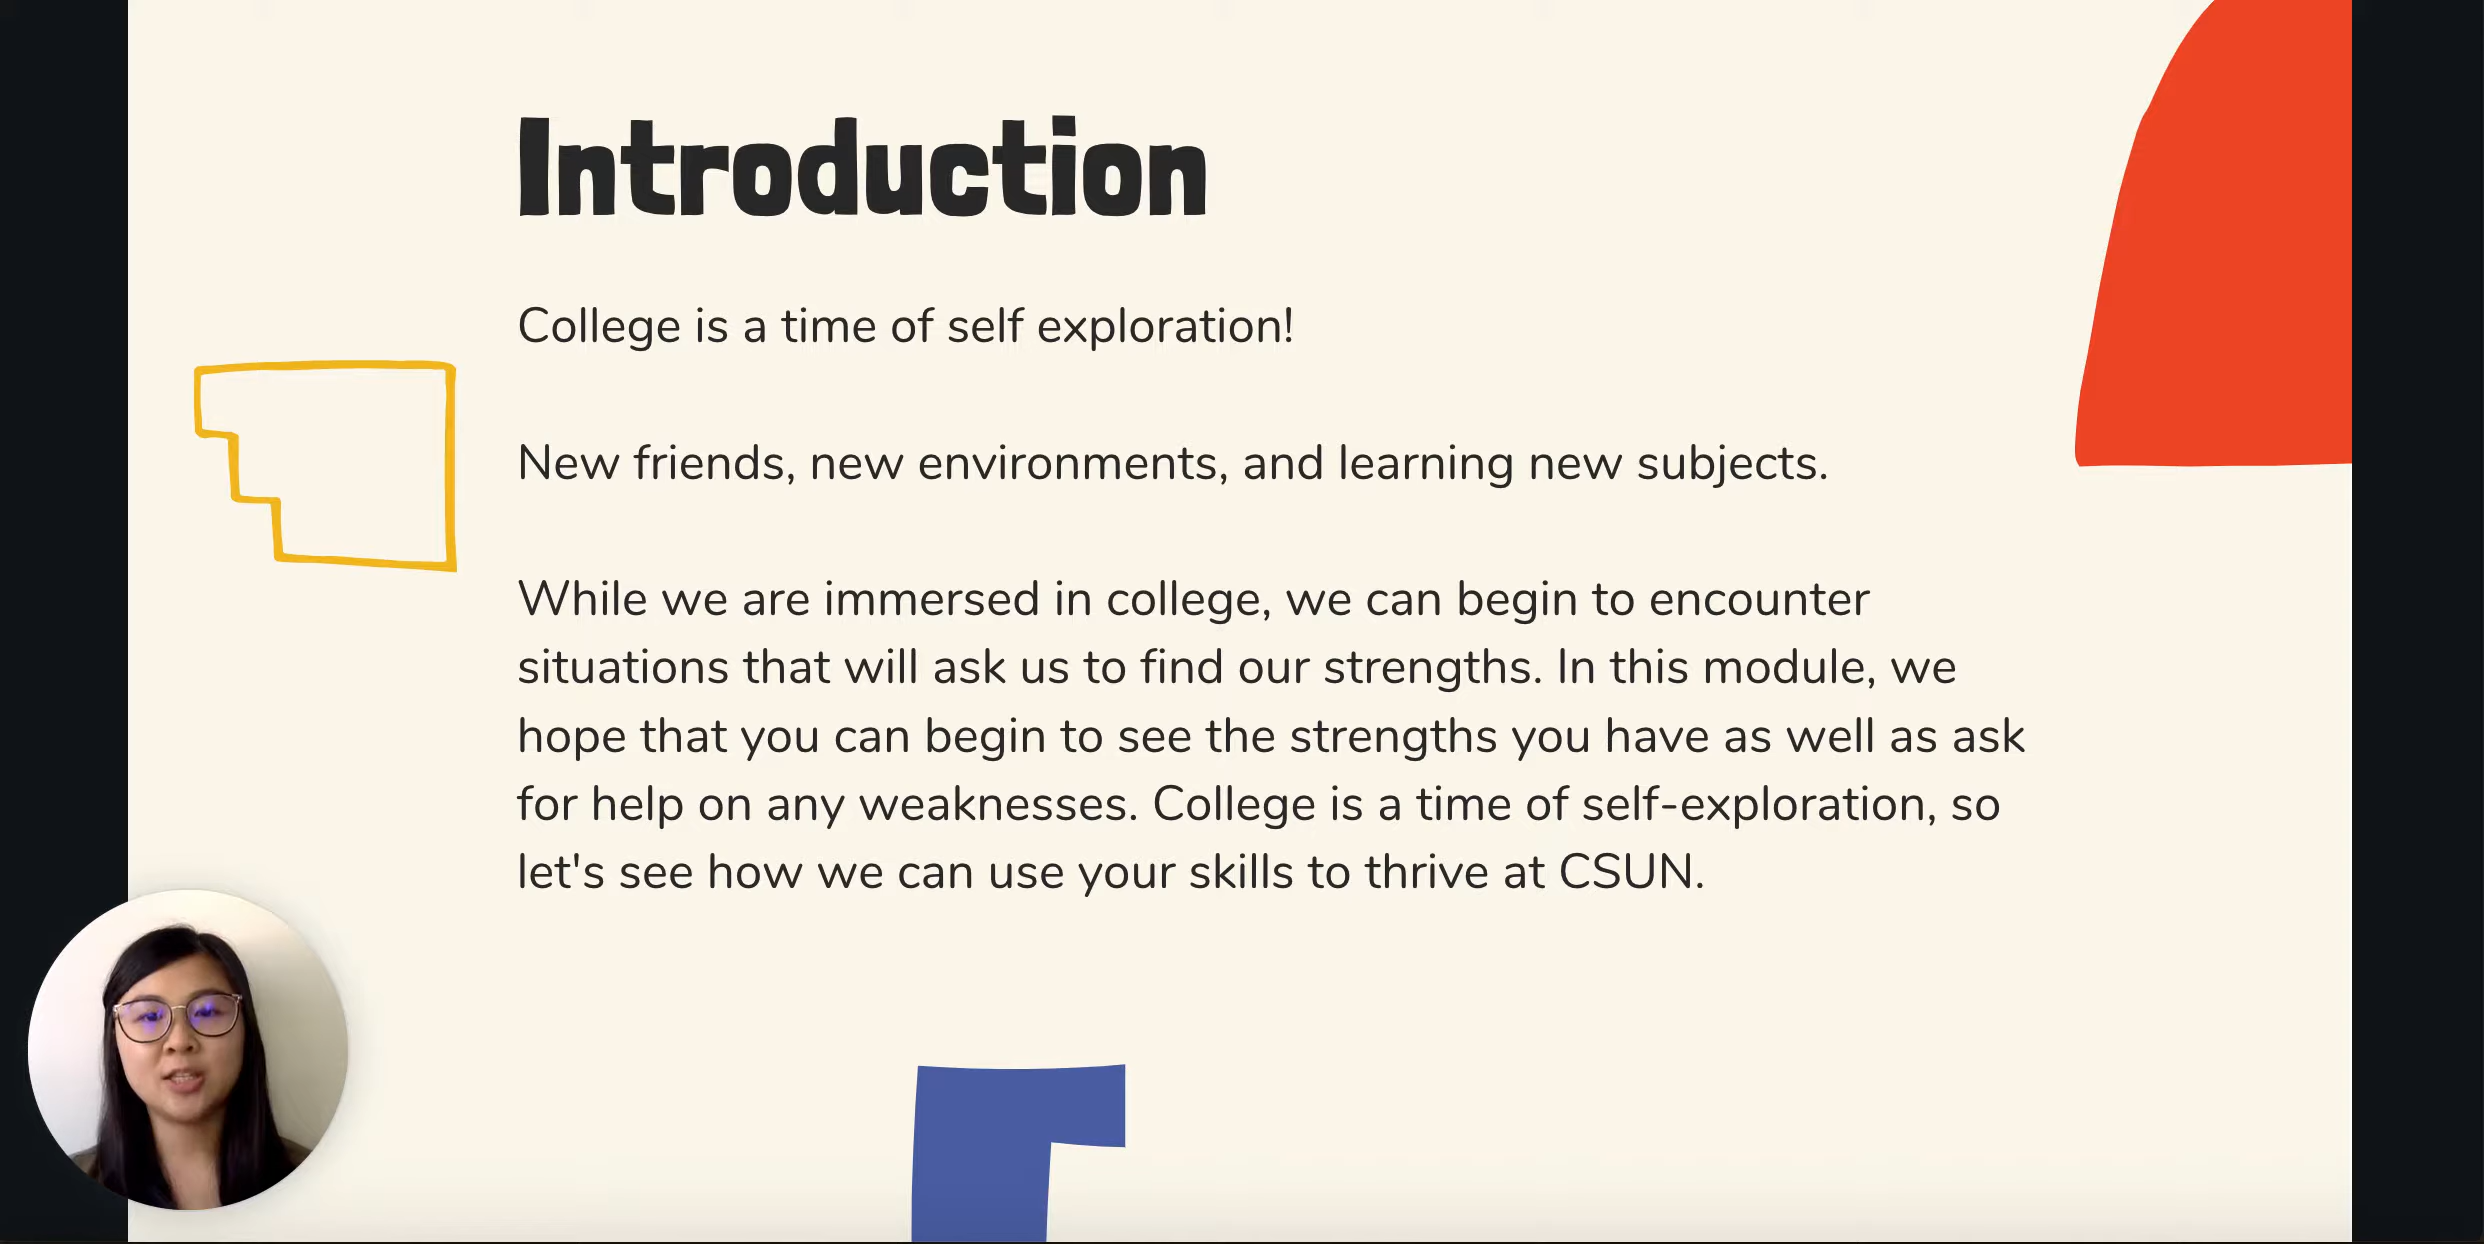 Introduction
College is a time of self exploration!
New friends, new environments, and learning new subjects.
While we are immersed in college, we can begin to encounter
situations that will ask us to find our strengths. In this module, we
hope that you can begin to see the strengths you have as well as ask
for help on any weaknesses. College is a time of self-exploration, so
let's see how we can use your skills to thrive at CSUN.